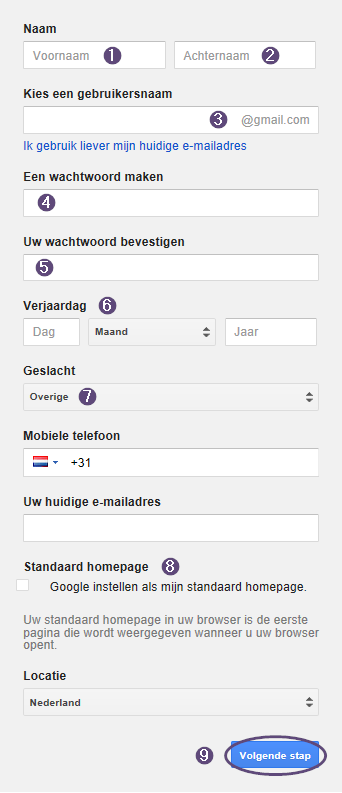 Naam
Voornaam 1 Achternaam 2
Kies een gebruikersnaam
3 @gmail.com
Ik gebruik liever mijn huidige e-mailadres
Een wachtwoord maken
4
Uw wachtwoord bevestigen
5
Verjaardag 6
Dag Maand Jaar
Geslacht
Overige 7
Mobiele telefoon
+31
Uw huidige e-mailadres
Standaard homepage 8
Google instellen als mijn standaard homepage.
Uw standaard homepage in uw browser is de eerste
pagina die wordt weergegeven wanneer u uw browser
opent.
Locatie
Nederland
9 Volgende stap